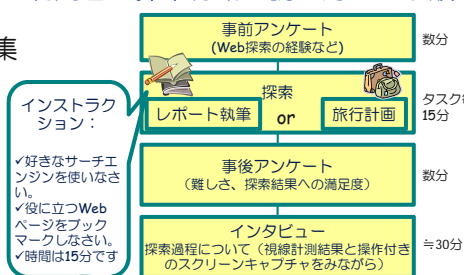 集
事前アンケート
(Web探索の経験など)
数分
探索
レポート執筆 or 旅行計画
タスク
15分
インストラク
ション：
✓好きなサーチエ
ンジンを使いなさ
い。
✓役に立つWeb
ページをブック
マークしなさい。
✓時間は15分です
事後アンケート
（難しさ、探索結果への満足度）
数分
インタビュー
探索過程について（視線計測結果と操作付き
のスクリーンキャプチャをみながら）
≒30分